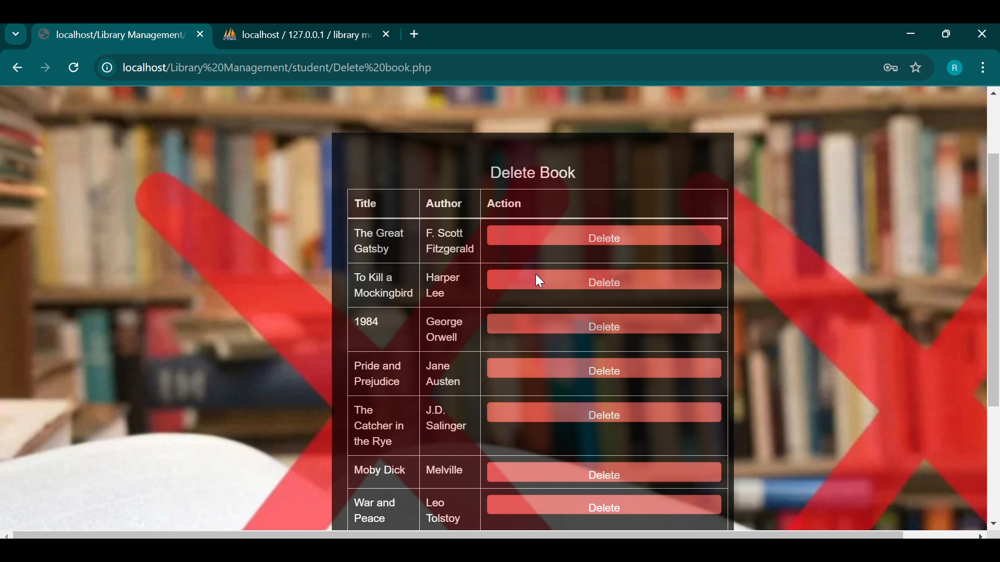 localhost/Library Management/
localhost / 127.0.0.1 / library ma
localhost/Library%20Management/student/Delete%20book.php
R
Delete Book
Title Author Action
The Great
Gatsby
F. Scott
Fitzgerald
Delete
To Kill a
Mockingbird
Harper
Lee
Delete
1984
George
Orwell
Delete
Pride and
Prejudice
Jane
Austen
Delete
The
Catcher in
the Rye
J.D.
Salinger
Delete
Moby Dick
Melville
Delete
War and
Peace
Leo
Tolstoy
Delete